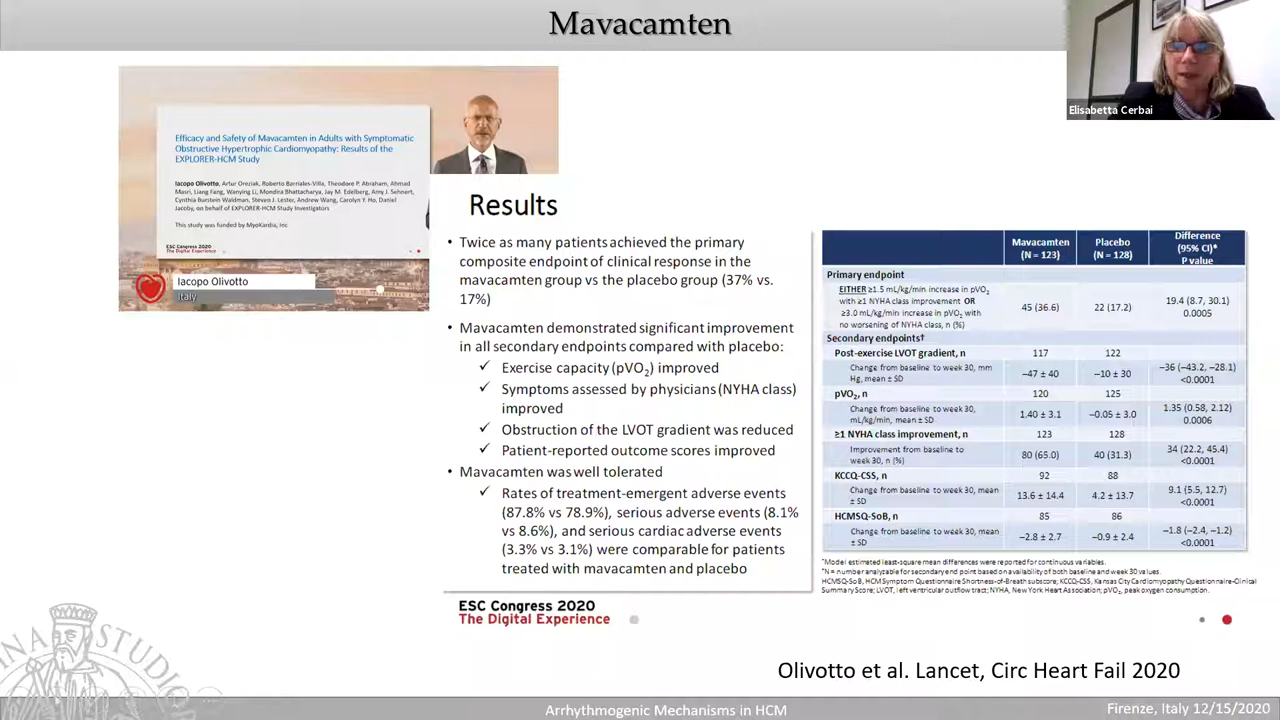 Mavacamten
Elisabetta Cerbai
Efficacy and Safety of Mavacamten in Adults with Symptomatic
Obstructive Hypertrophic Cardiomyopathy: Results of the
EXPLORER-HCM Study
Iacopo Olivotto, Artur Oreziak, Roberto Barriales-Villa, Theodore P. Abraham, Ahmad
Masri, Liang Fang, Wanying Li, Mondira Bhattacharya, Jay M. Edelberg, Amy J. Sehnert,
Cynthia Burstein Waldman, Steven J. Lester, Andrew Wang, Carolyn Y. Ho, Daniel
Jacoby, on behalf of EXPLORER-HCM Study Investigators
This study was funded by MyoKardia, Inc
ESC Congress 2020
The Digital Experience
Iacopo Olivotto
Italy
Results
• Twice as many patients achieved the primary
composite endpoint of clinical response in the
mavacamten group vs the placebo group (37% vs.
17%)
• Mavacamten demonstrated significant improvement
in all secondary endpoints compared with placebo:
✓ Exercise capacity (pVO₂) improved
✓ Symptoms assessed by physicians (NYHA class)
improved
✓ Obstruction of the LVOT gradient was reduced
✓ Patient-reported outcome scores improved
• Mavacamten was well tolerated
✓ Rates of treatment-emergent adverse events
(87.8% vs 78.9%), serious adverse events (8.1%
vs 8.6%), and serious cardiac adverse events
(3.3% vs 3.1%) were comparable for patients
treated with mavacamten and placebo
ESC Congress 2020
The Digital Experience
Mavacamten (N = 123) Placebo (N = 128) Difference (95% CI)* P value
Primary endpoint
EITHER ≥1.5 mL/kg/min increase in pVO₂
with ≥1 NYHA class improvement OR
≥3.0 mL/kg/min increase in pVO₂ with
no worsening of NYHA class, n (%)
45 (36.6) 22 (17.2) 19.4 (8.7, 30.1) 0.0005
Secondary endpoints†
Post-exercise LVOT gradient, n 117 122
Change from baseline to week 30, mm
Hg, mean ± SD
–47 ± 40 –10 ± 30 –36 (–43.2, –28.1) <0.0001
pVO₂, n 120 125
Change from baseline to week 30,
mL/kg/min, mean ± SD
1.40 ± 3.1 –0.05 ± 3.0 1.35 (0.58, 2.12) 0.0006
≥1 NYHA class improvement, n 123 128
Improvement from baseline to
week 30, n (%)
80 (65.0) 40 (31.3) 34 (22.2, 45.4) <0.0001
KCCQ-CSS, n 92 88
Change from baseline to week 30, mean
± SD
13.6 ± 14.4 4.2 ± 13.7 9.1 (5.5, 12.7) <0.0001
HCMSQ-SoB, n 85 86
Change from baseline to week 30, mean
± SD
–2.8 ± 2.7 –0.9 ± 2.4 –1.8 (–2.4, –1.2) <0.0001
*Model estimated least-square mean differences were reported for continuous variables.
†N = number analyzable for secondary end point based on availability of both baseline and week 30 values.
HCMSQ-SoB, HCM Symptom Questionnaire Shortness-of-Breath subscore; KCCQ-CSS, Kansas City Cardiomyopathy Questionnaire-Clinical
Summary Score; LVOT, left ventricular outflow tract; NYHA, New York Heart Association; pVO₂, peak oxygen consumption.
Olivotto et al. Lancet, Circ Heart Fail 2020
INA STUDIO
Arrhythmogenic Mechanisms in HCM
Firenze, Italy 12/15/2020